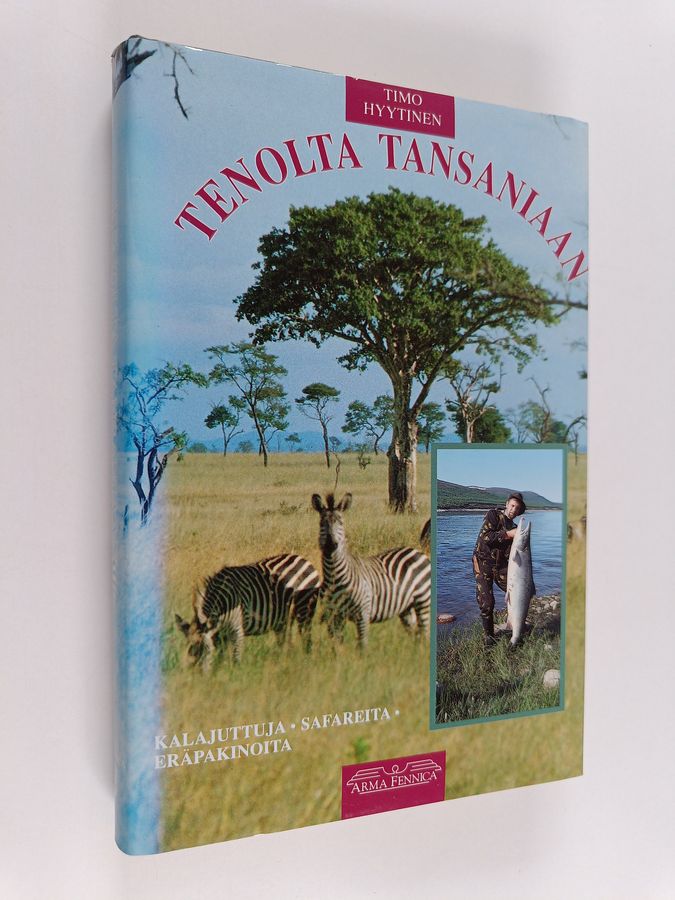 TIMO
HYYTINEN
TENOLTA TANSANIAAN
KALAJUTTUJA • SAFAREITA •
ERÄPAKINOITA
ARMA FENNICA